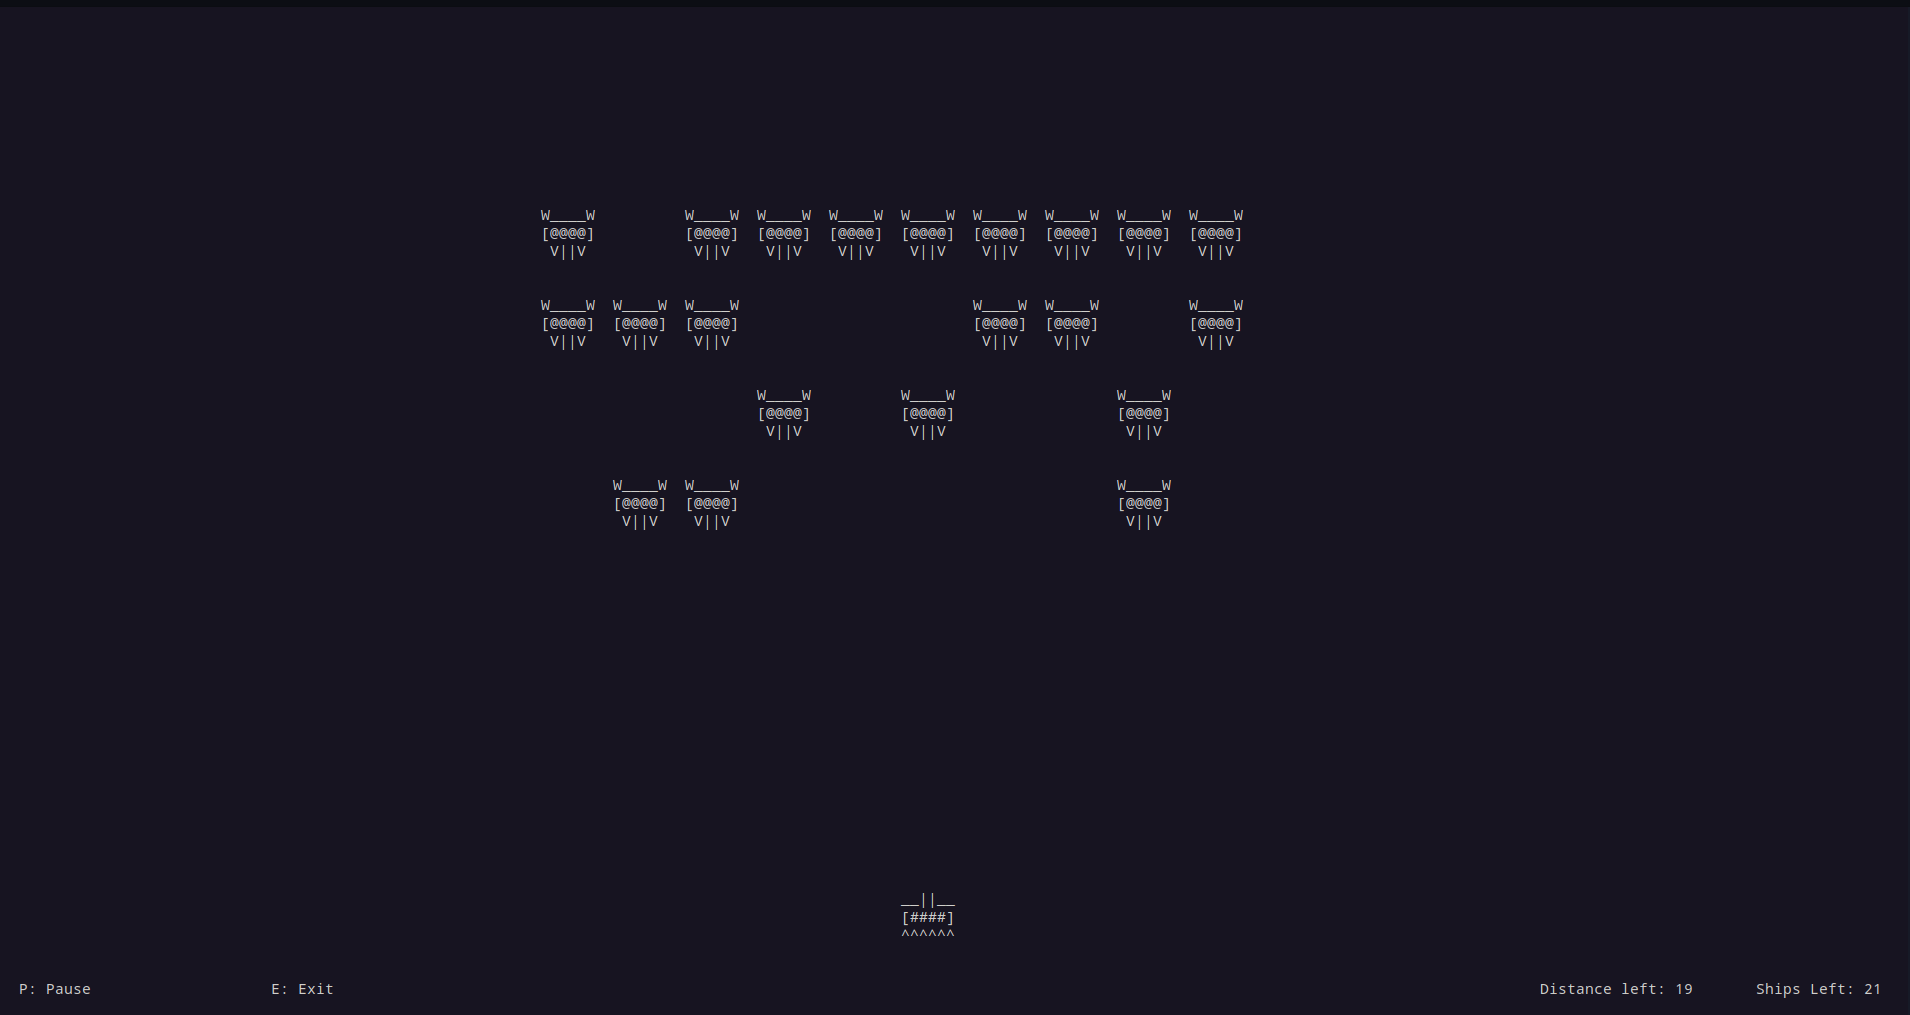 W____W          W____W  W____W  W____W  W____W  W____W  W____W  W____W  W____W
[@@@@]          [@@@@]  [@@@@]  [@@@@]  [@@@@]  [@@@@]  [@@@@]  [@@@@]  [@@@@]
 V||V            V||V    V||V    V||V    V||V    V||V    V||V    V||V    V||V
W____W  W____W  W____W                          W____W  W____W          W____W
[@@@@]  [@@@@]  [@@@@]                          [@@@@]  [@@@@]          [@@@@]
 V||V    V||V    V||V                            V||V    V||V            V||V
                        W____W          W____W                  W____W
                        [@@@@]          [@@@@]                  [@@@@]
                         V||V            V||V                    V||V
        W____W  W____W                                          W____W
        [@@@@]  [@@@@]                                          [@@@@]
         V||V    V||V                                            V||V
                                        __||__
                                        [####]
                                        ^^^^^^
P: Pause                    E: Exit                    Distance left: 19       Ships Left: 21